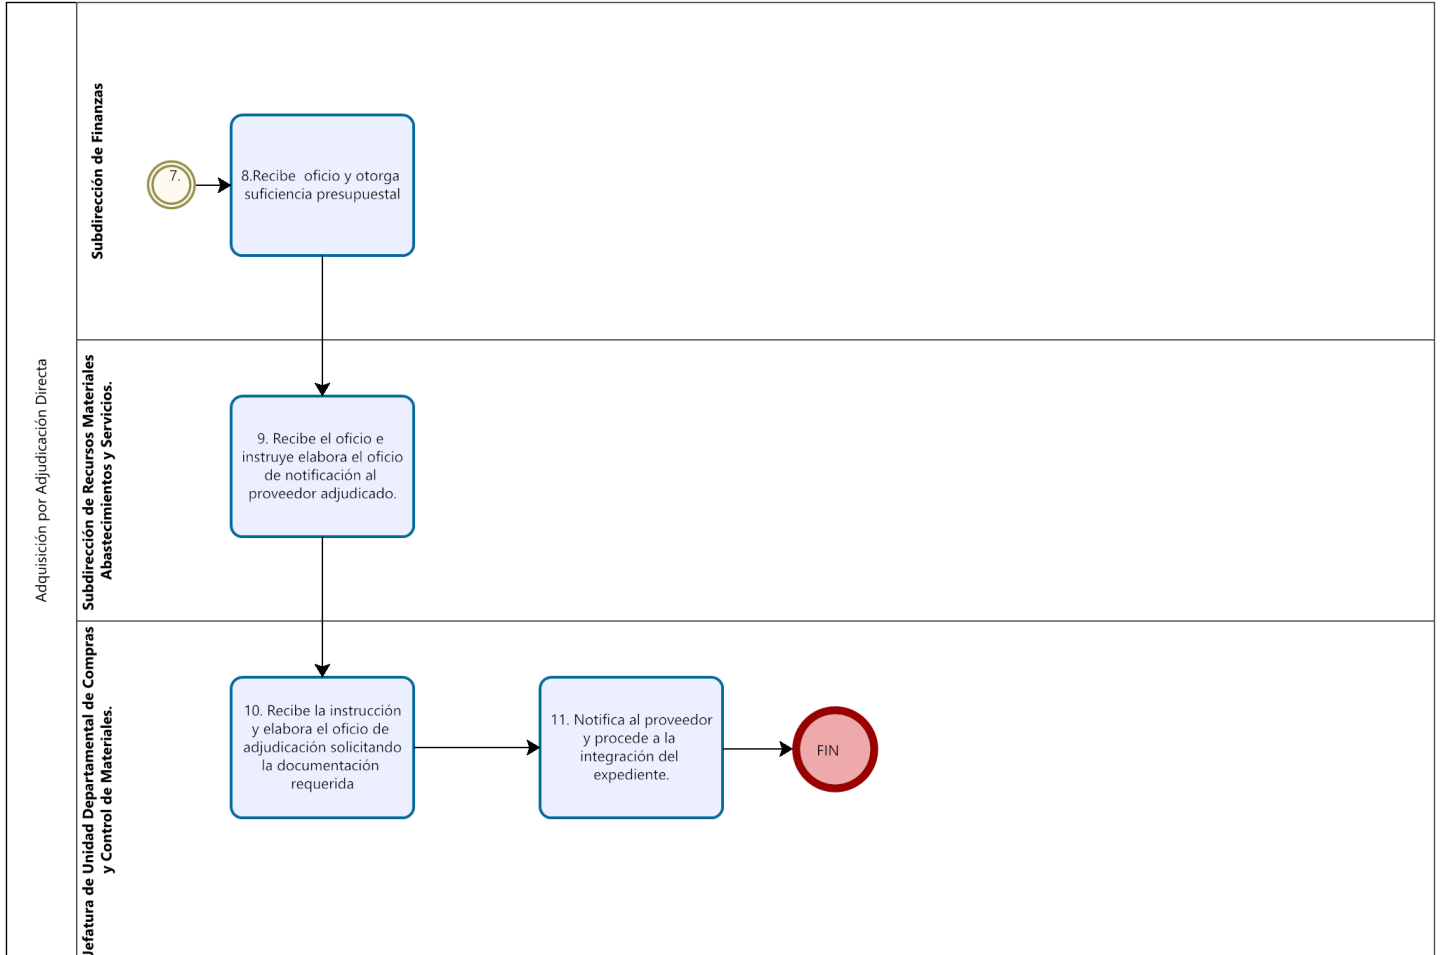 Adquisición por Adjudicación Directa
Subdirección de Finanzas
7.
8.Recibe oficio y otorga
suficiencia presupuestal
Subdirección de Recursos Materiales
Abastecimientos y Servicios.
9. Recibe el oficio e
instruye elabora el oficio
de notificación al
proveedor adjudicado.
Jefatura de Unidad Departamental de Compras
y Control de Materiales.
10. Recibe la instrucción
y elabora el oficio de
adjudicación solicitando
la documentación
requerida
11. Notifica al proveedor
y procede a la
integración del
expediente.
FIN